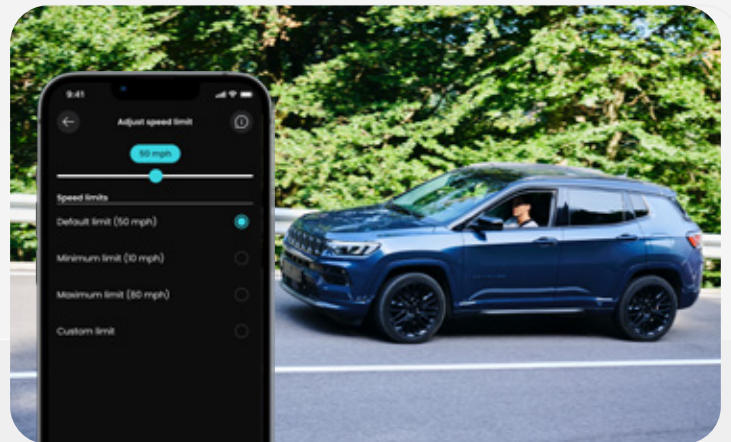 9:41
Adjust speed limit
50 mph
Speed limits
Default limit (50 mph)
Minimum limit (10 mph)
Maximum limit (80 mph)
Custom limit